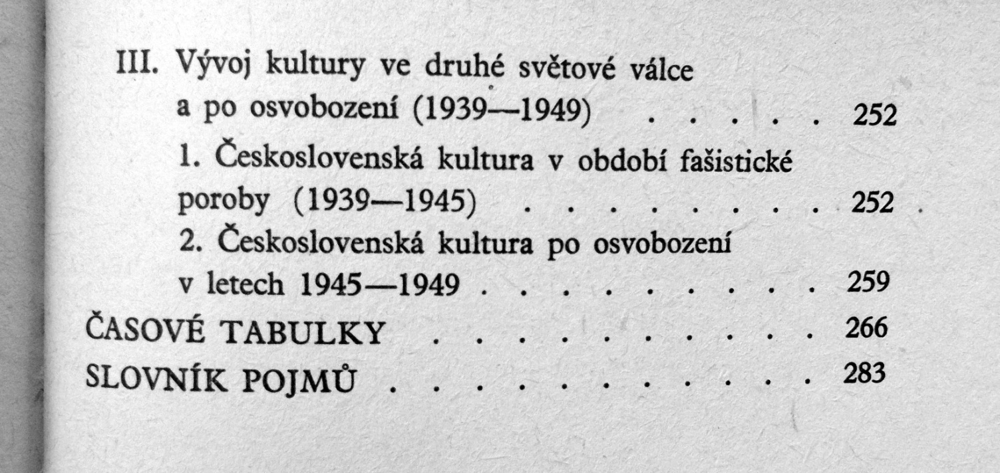 III. Vývoj kultury ve druhé světové válce
a po osvobození (1939—1949) . . . . . 252
1. Československá kultura v období fašistické
poroby (1939—1945) . . . . . . . . 252
2. Československá kultura po osvobození
v letech 1945—1949 . . . . . . . . . 259
ČASOVÉ TABULKY . . . . . . . . . . 266
SLOVNÍK POJMŮ . . . . . . . . . . . 283